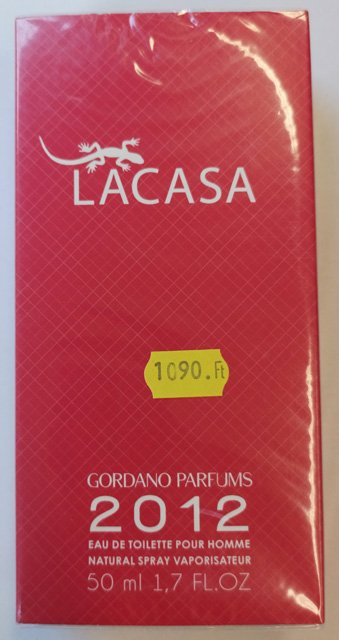 LACASA
1090.Ft
GORDANO PARFUMS
2012
EAU DE TOILETTE POUR HOMME
NATURAL SPRAY VAPORISATEUR
50 ml 1,7 FL.OZ